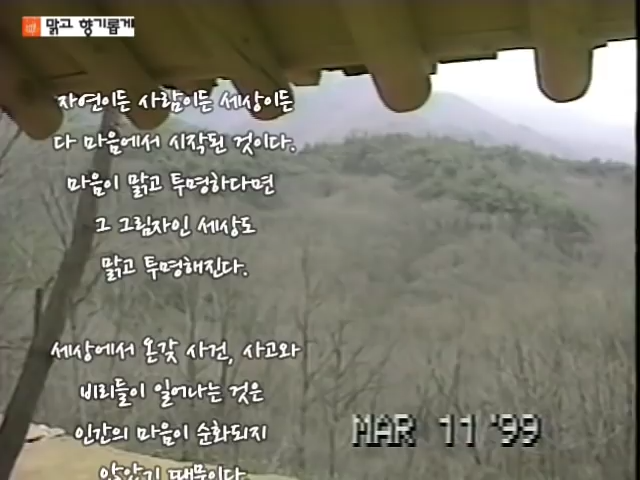 맑고 향기롭게
자연이든 사람이든 세상이든
다 마음에서 시작된 것이다.
마음이 맑고 투명하다면
그 그림자인 세상도
맑고 투명해진다.
세상에서 온갖 사건, 사고와
비리들이 일어나는 것은
인간의 마음이 순화되지
않았기 때문이다
MAR 11 '99